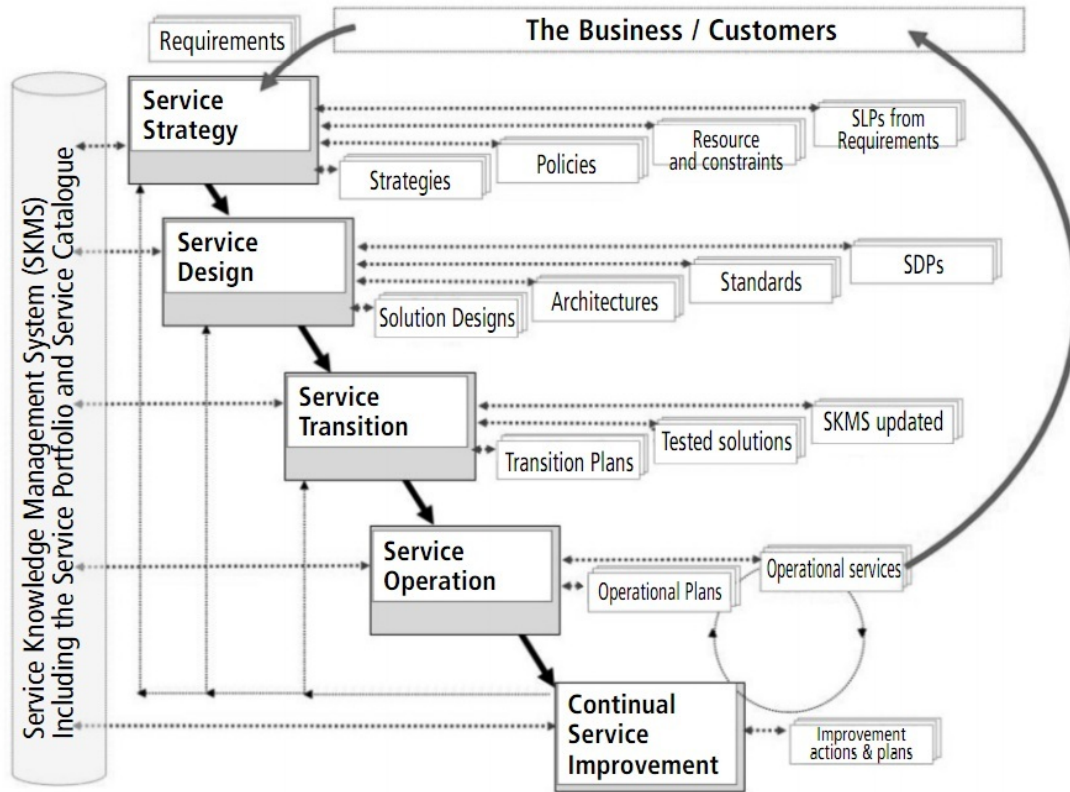 The Business / Customers
Requirements
Service
Strategy
SLPs from
Requirements
Resource
and constraints
Policies
Strategies
Service
Design
SDPs
Standards
Architectures
Solution Designs
Service
Transition
SKMS updated
Tested solutions
Transition Plans
Service
Operation
Operational services
Operational Plans
Continual
Service
Improvement
Improvement
actions & plans
Service Knowledge Management System (SKMS)
Including the Service Portfolio and Service Catalogue